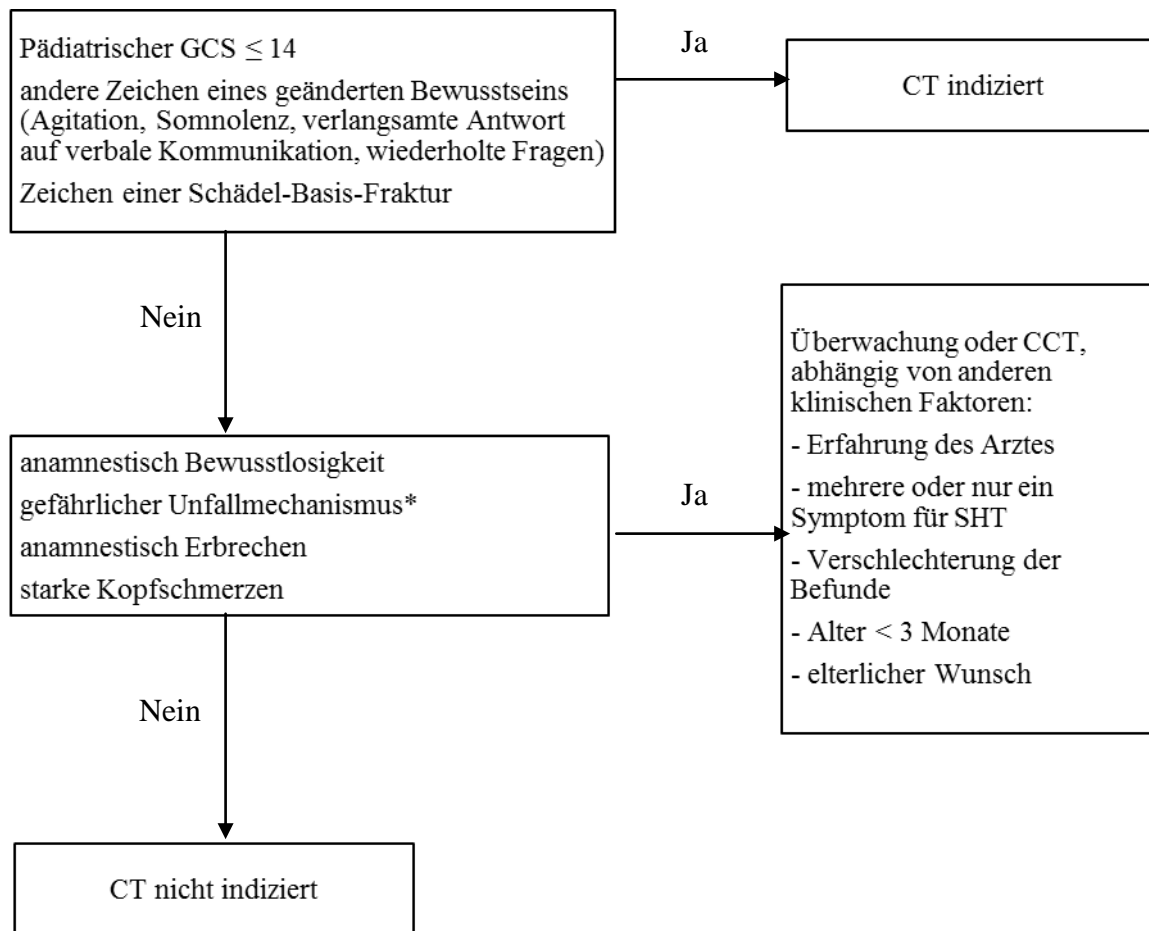 Pädiatrischer GCS ≤ 14
andere Zeichen eines geänderten Bewusstseins
(Agitation, Somnolenz, verlangsamte Antwort
auf verbale Kommunikation, wiederholte Fragen)
Zeichen einer Schädel-Basis-Fraktur
Ja
CT indiziert
Nein
anamnestisch Bewusstlosigkeit
gefährlicher Unfallmechanismus*
anamnestisch Erbrechen
starke Kopfschmerzen
Ja
Überwachung oder CCT,
abhängig von anderen
klinischen Faktoren:
- Erfahrung des Arztes
- mehrere oder nur ein
Symptom für SHT
- Verschlechterung der
Befunde
- Alter < 3 Monate
- elterlicher Wunsch
Nein
CT nicht indiziert